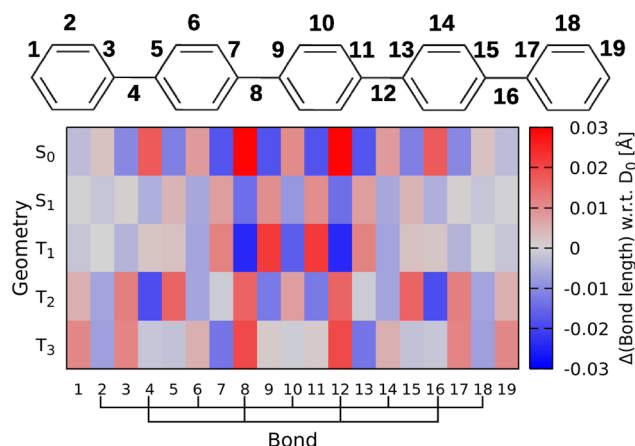 2 6 10 14 18
1 3 5 7 9 11 13 15 17 19
4 8 12 16
Geometry
S0
S1
T1
T2
T3
0.03
0.02
0.01
0
-0.01
-0.02
-0.03
Δ(Bond length) w.r.t. D0 [Å]
1 2 3 4 5 6 7 8 9 10 11 12 13 14 15 16 17 18 19
Bond